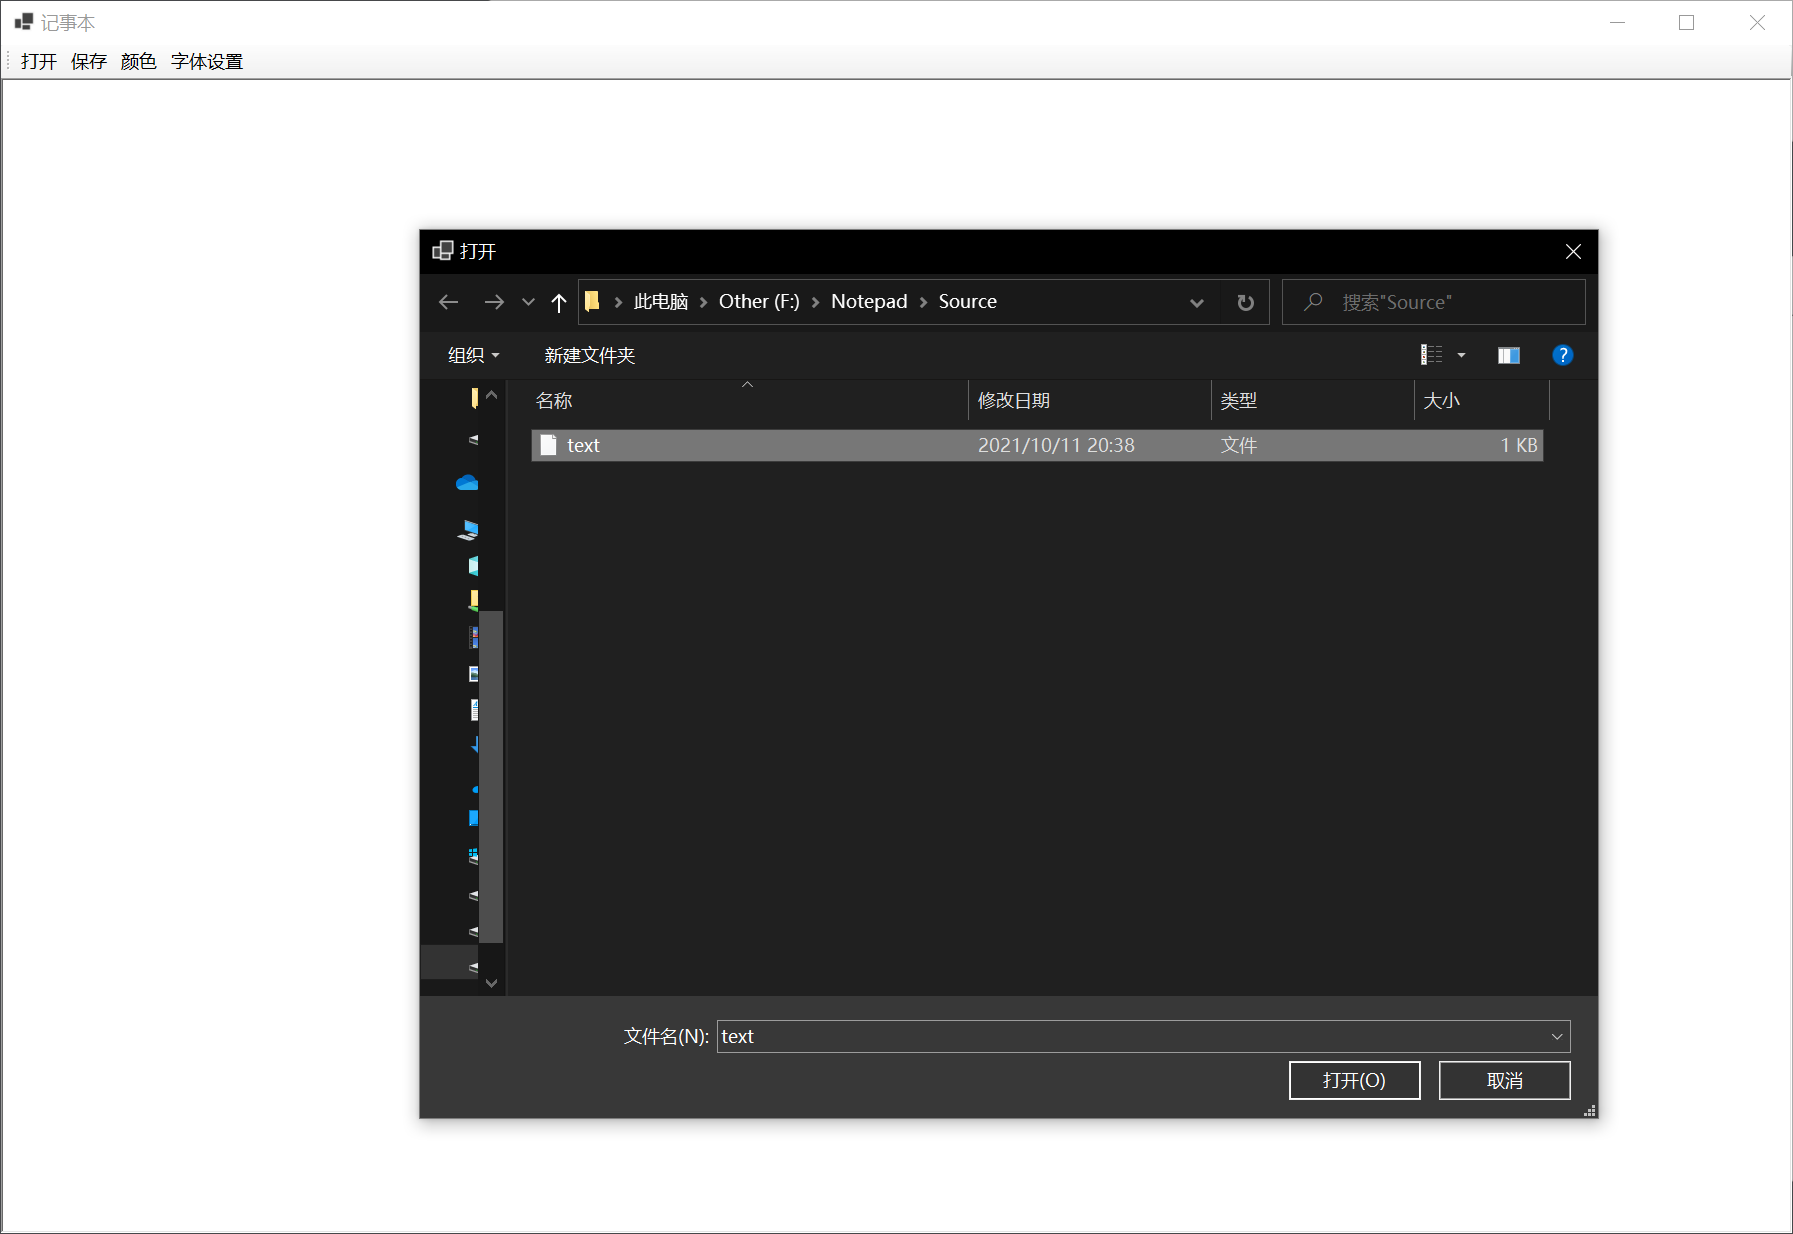 记事本
打开 保存 颜色 字体设置
打开
此电脑 Other (F:) Notepad Source 搜索"Source"
组织 新建文件夹
名称 修改日期 类型 大小
text 2021/10/11 20:38 文件 1 KB
文件名(N): text
打开(O) 取消